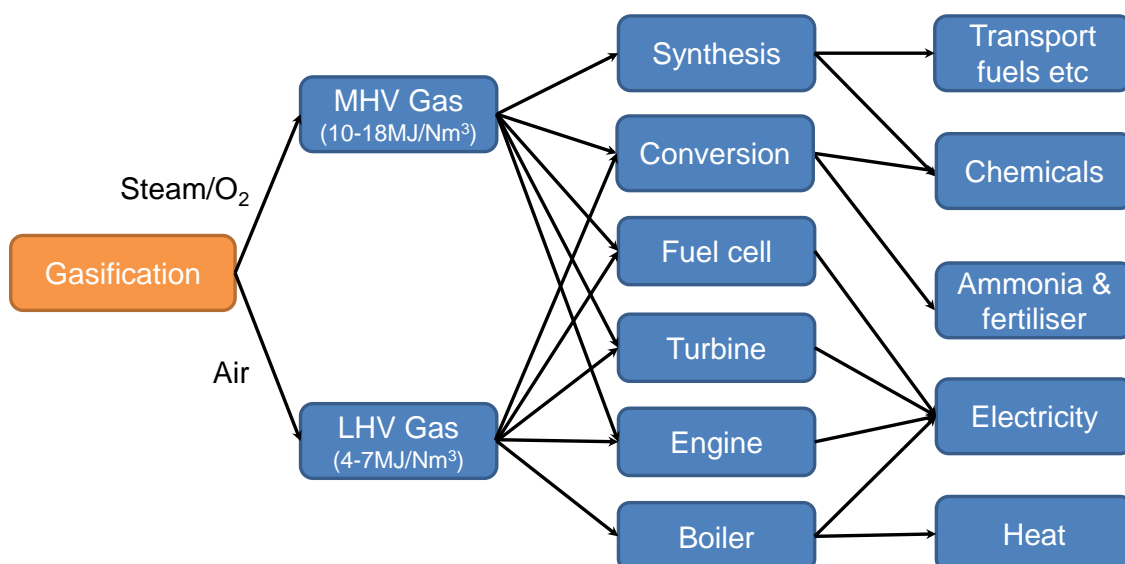 Gasification
Steam/O₂
Air
MHV Gas
(10-18MJ/Nm³)
LHV Gas
(4-7MJ/Nm³)
Synthesis
Conversion
Fuel cell
Turbine
Engine
Boiler
Transport
fuels etc
Chemicals
Ammonia &
fertiliser
Electricity
Heat